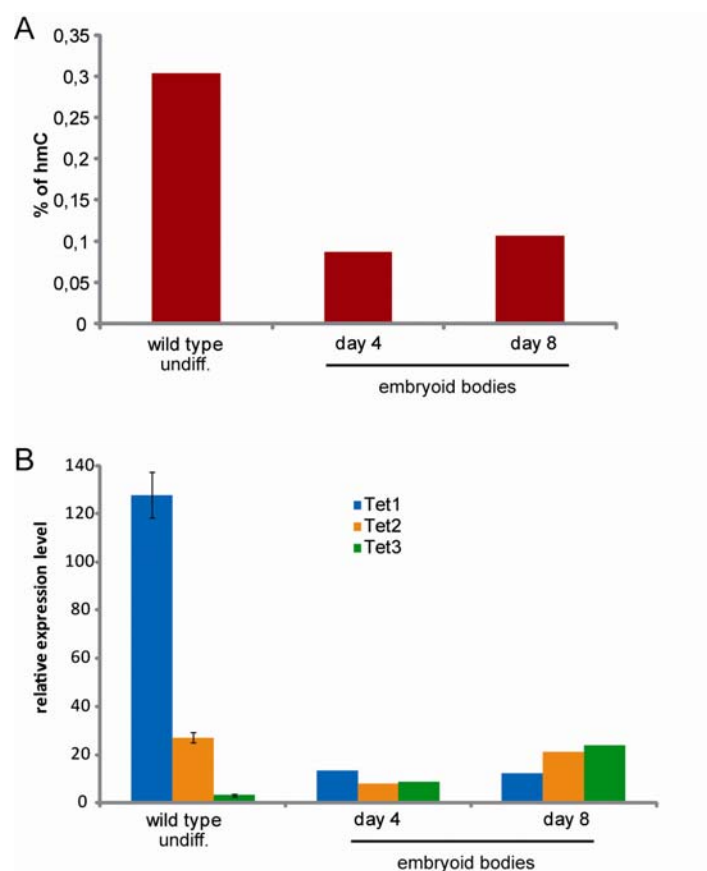 A
% of hmC
0,35
0,3
0,25
0,2
0,15
0,1
0,05
0
wild type
undiff.
day 4
day 8
embryoid bodies
B
relative expression level
140
120
100
80
60
40
20
0
Tet1
Tet2
Tet3
wild type
undiff.
day 4
day 8
embryoid bodies